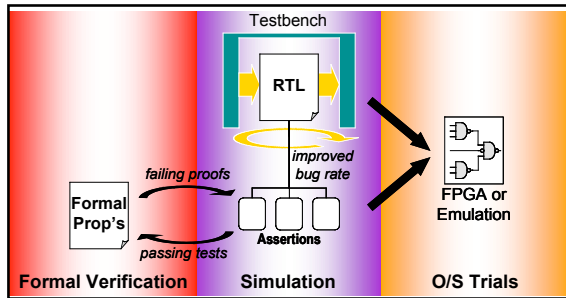 Testbench
RTL
improved
bug rate
failing proofs
Formal
Prop's
passing tests
Assertions
FPGA or
Emulation
Formal Verification
Simulation
O/S Trials